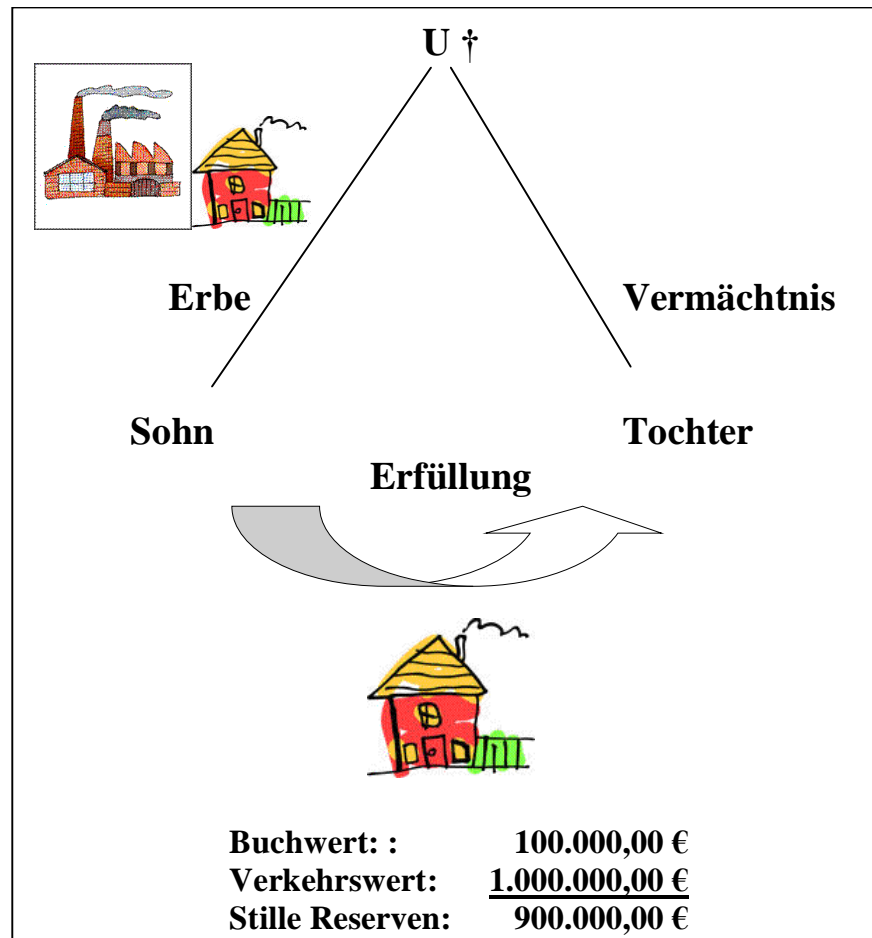 U †
Erbe Vermächtnis
Sohn Tochter
Erfüllung
Buchwert: : 100.000,00 €
Verkehrswert: 1.000.000,00 €
Stille Reserven: 900.000,00 €